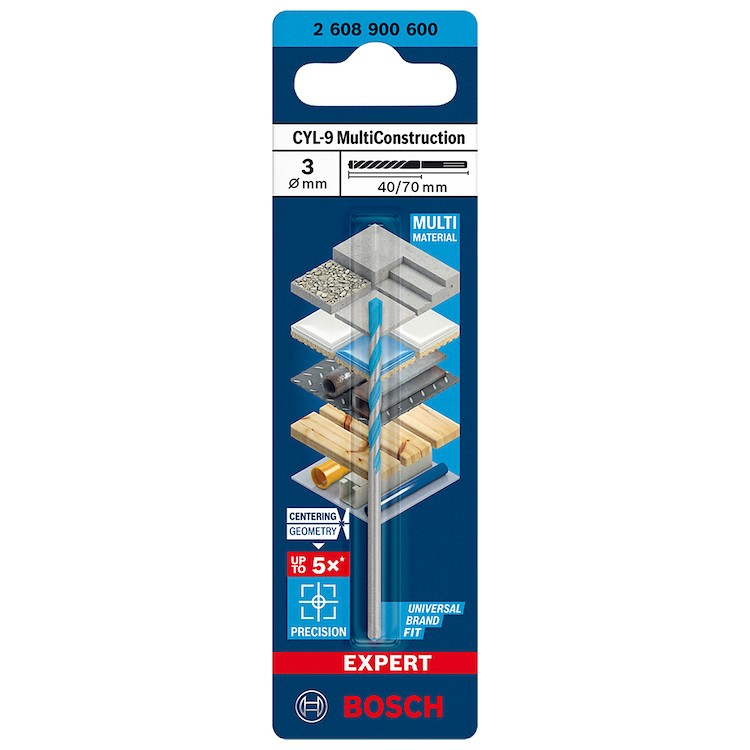 2 608 900 600
CYL-9 MultiConstruction
3
Ø mm
40/70 mm
MULTI
MATERIAL
CENTERING
GEOMETRY
UP TO 5x*
PRECISION
UNIVERSAL
BRAND
FIT
EXPERT
BOSCH